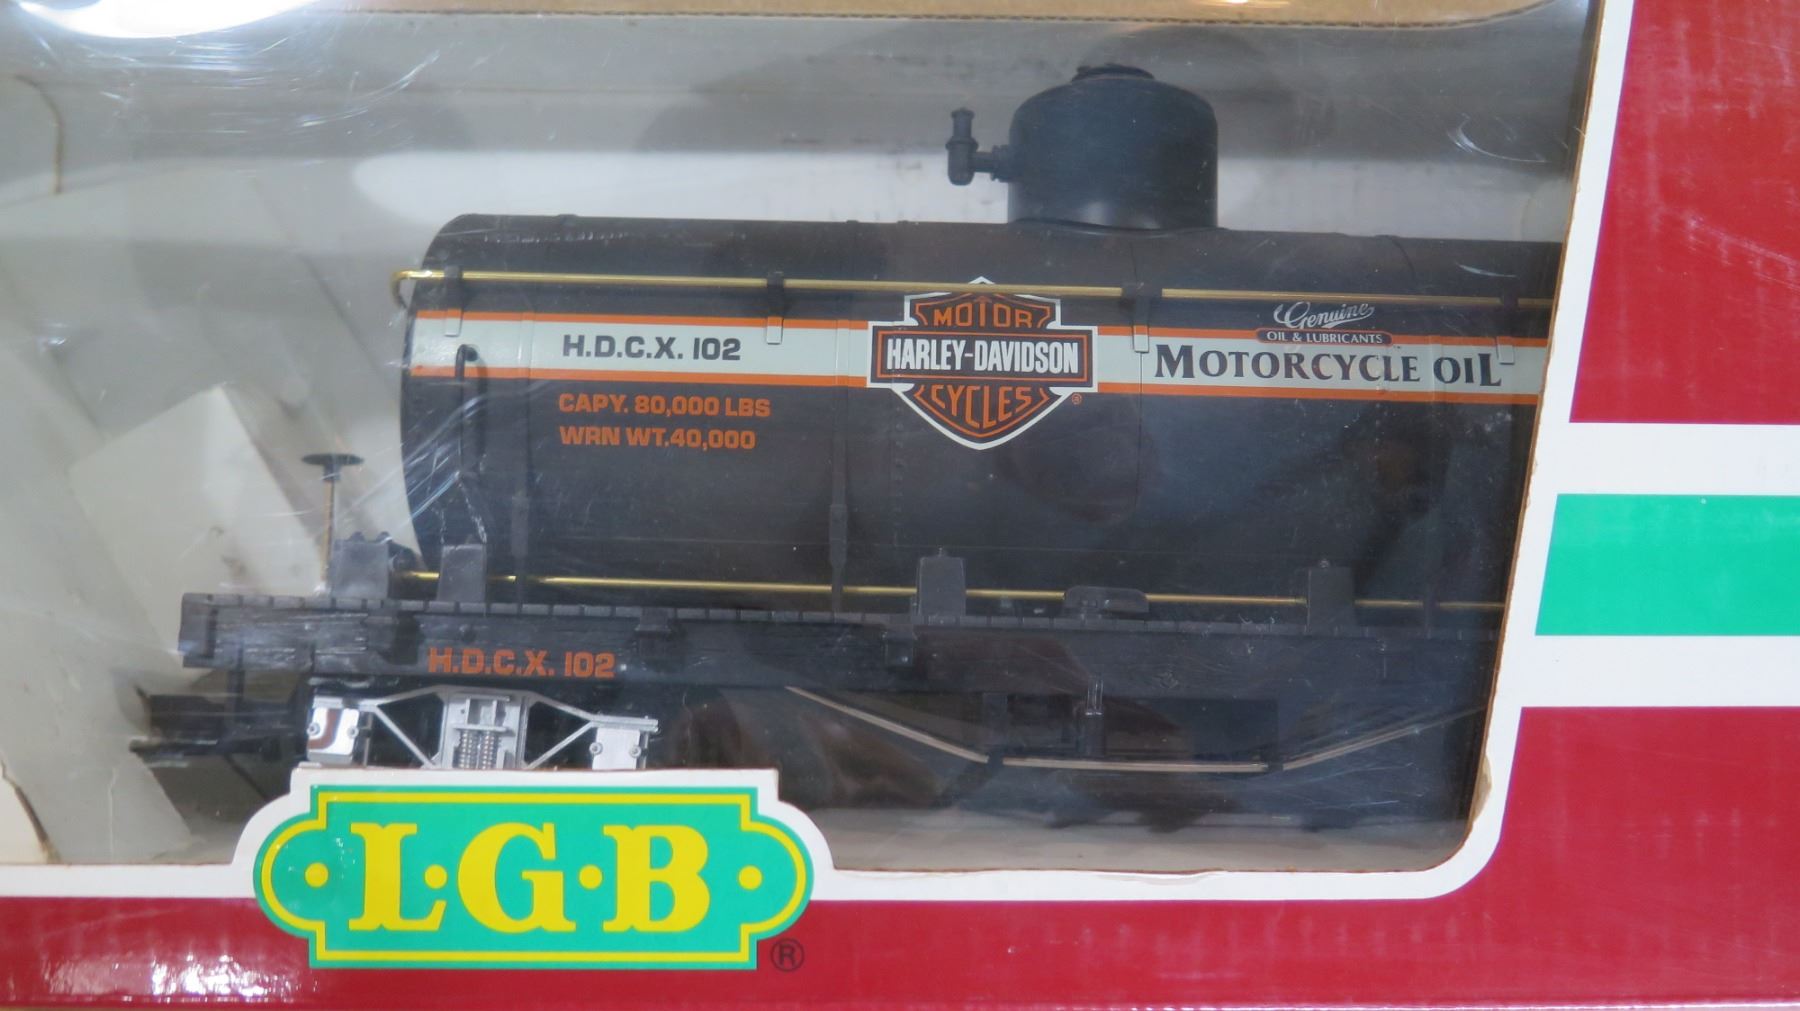 H.D.C.X. 102
CAPY. 80,000 LBS
WRN WT.40,000
MOTOR
HARLEY-DAVIDSON
CYCLES
®
Genuine
OIL & LUBRICANTS
MOTORCYCLE OIL
H.D.C.X. 102
L·G·B
®